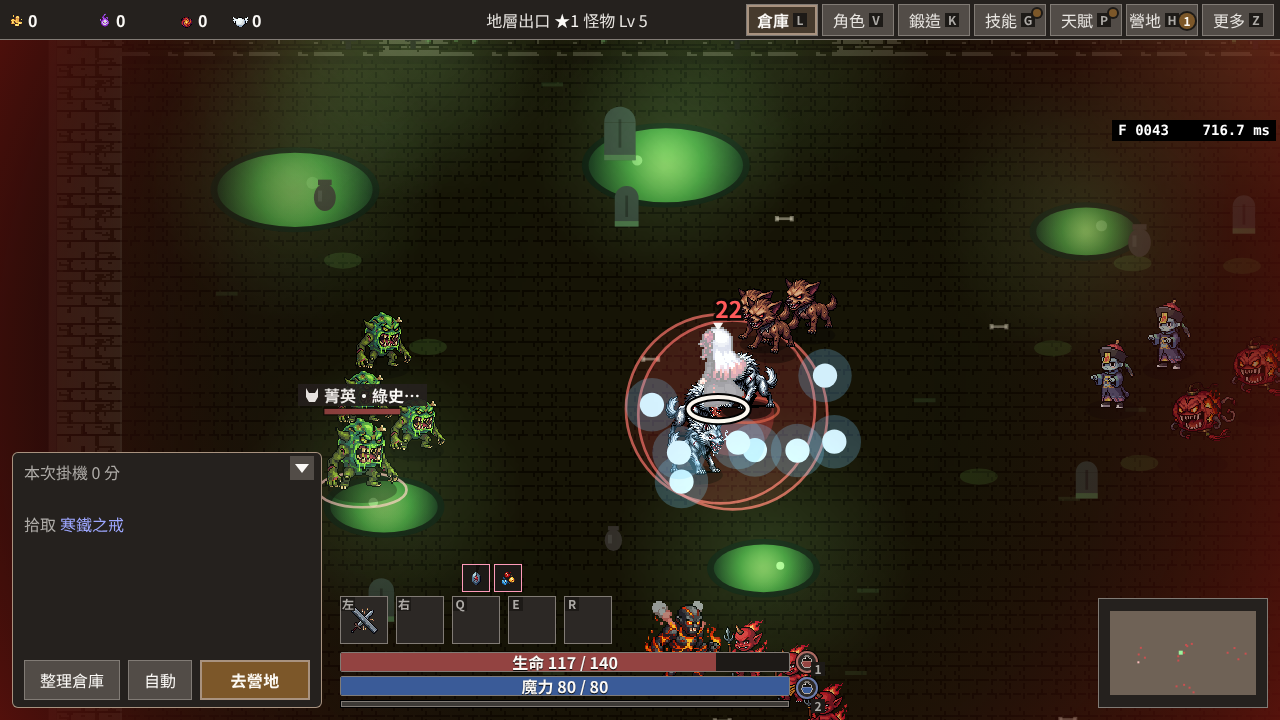 0
0
0
0
地層出口 ★1 怪物 Lv 5
倉庫 L
角色 V
鍛造 K
技能 G
天賦 P
營地 H 1
更多 Z
F 0043 716.7 ms
22
菁英・綠史…
本次掛機 0 分
拾取 寒鐵之戒
左
右
Q
E
R
生命 117 / 140
1
魔力 80 / 80
2
整理倉庫
自動
去營地